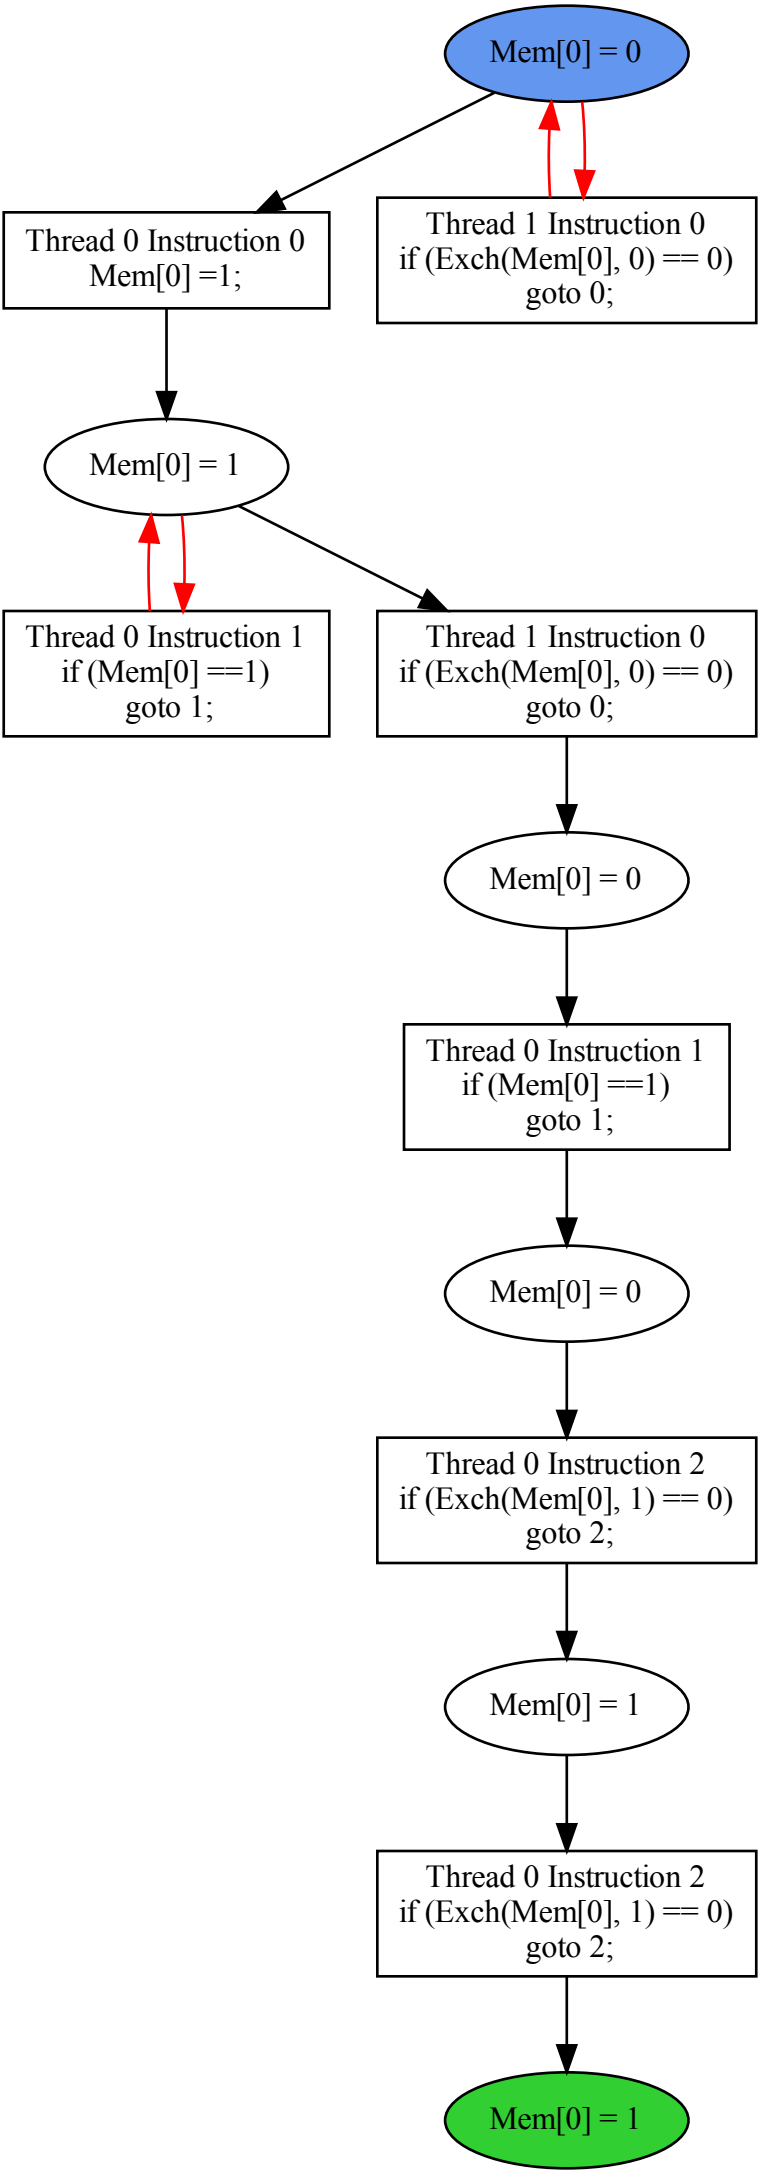 Mem[0] = 0
Thread 0 Instruction 0
Mem[0] =1;
Thread 1 Instruction 0
if (Exch(Mem[0], 0) == 0)
goto 0;
Mem[0] = 1
Thread 0 Instruction 1
if (Mem[0] ==1)
goto 1;
Thread 1 Instruction 0
if (Exch(Mem[0], 0) == 0)
goto 0;
Mem[0] = 0
Thread 0 Instruction 1
if (Mem[0] ==1)
goto 1;
Mem[0] = 0
Thread 0 Instruction 2
if (Exch(Mem[0], 1) == 0)
goto 2;
Mem[0] = 1
Thread 0 Instruction 2
if (Exch(Mem[0], 1) == 0)
goto 2;
Mem[0] = 1